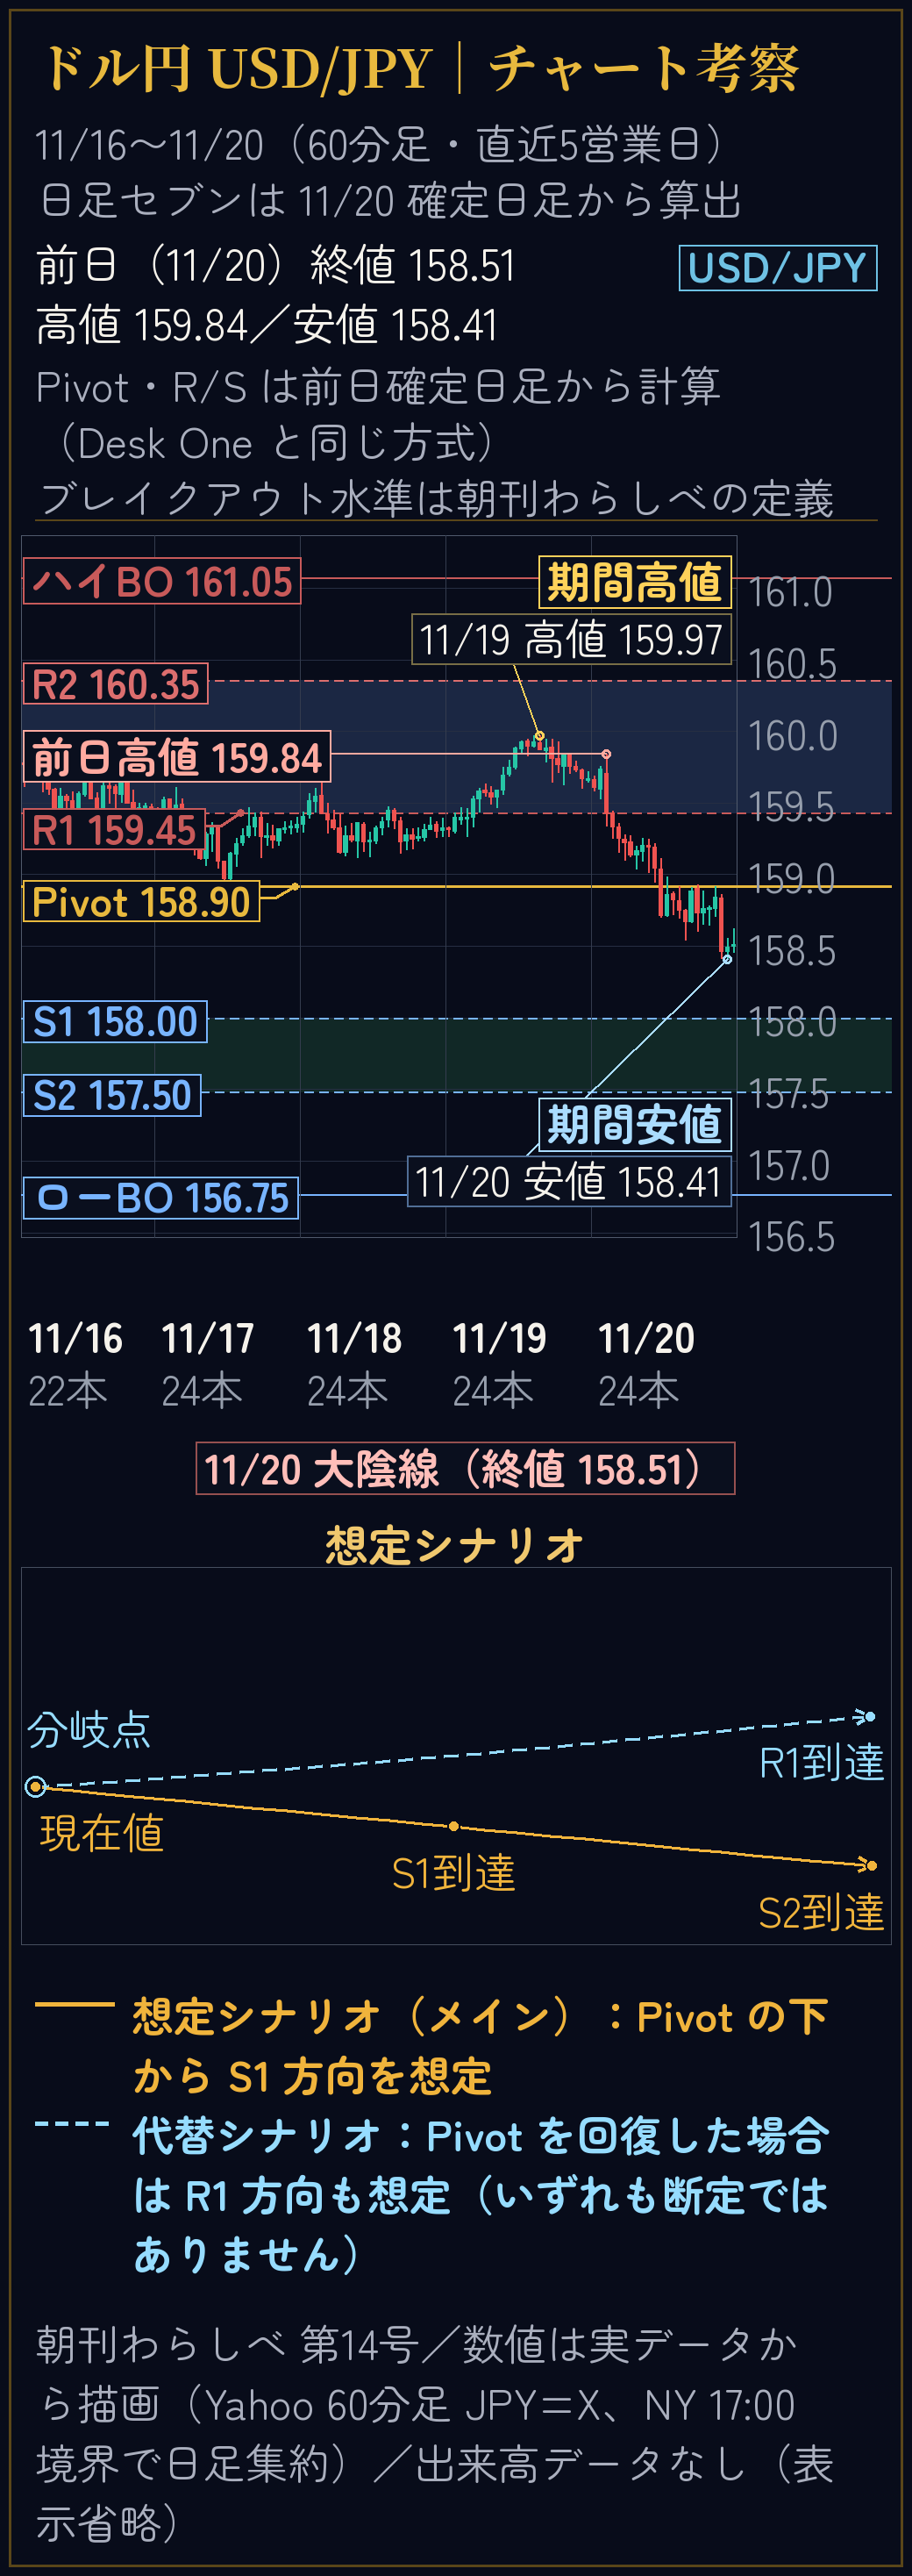 ドル円 USD/JPY｜チャート考察
11/16〜11/20（60分足・直近5営業日）
日足セブンは 11/20 確定日足から算出
前日（11/20）終値 158.51
USD/JPY
高値 159.84／安値 158.41
Pivot・R/S は前日確定日足から計算
（Desk One と同じ方式）
ブレイクアウト水準は朝刊わらしべの定義
ハイBO 161.05
期間高値
161.0
11/19 高値 159.97
160.5
R2 160.35
160.0
前日高値 159.84
159.5
R1 159.45
159.0
Pivot 158.90
158.5
S1 158.00
158.0
S2 157.50
157.5
期間安値
157.0
11/20 安値 158.41
ローBO 156.75
156.5
11/16 11/17 11/18 11/19 11/20
22本 24本 24本 24本 24本
11/20 大陰線（終値 158.51）
想定シナリオ
分岐点
R1到達
現在値
S1到達
S2到達
想定シナリオ（メイン）：Pivot の下
から S1 方向を想定
代替シナリオ：Pivot を回復した場合
は R1 方向も想定（いずれも断定では
ありません）
朝刊わらしべ 第14号／数値は実データか
ら描画（Yahoo 60分足 JPY=X、NY 17:00
境界で日足集約）／出来高データなし（表
示省略）